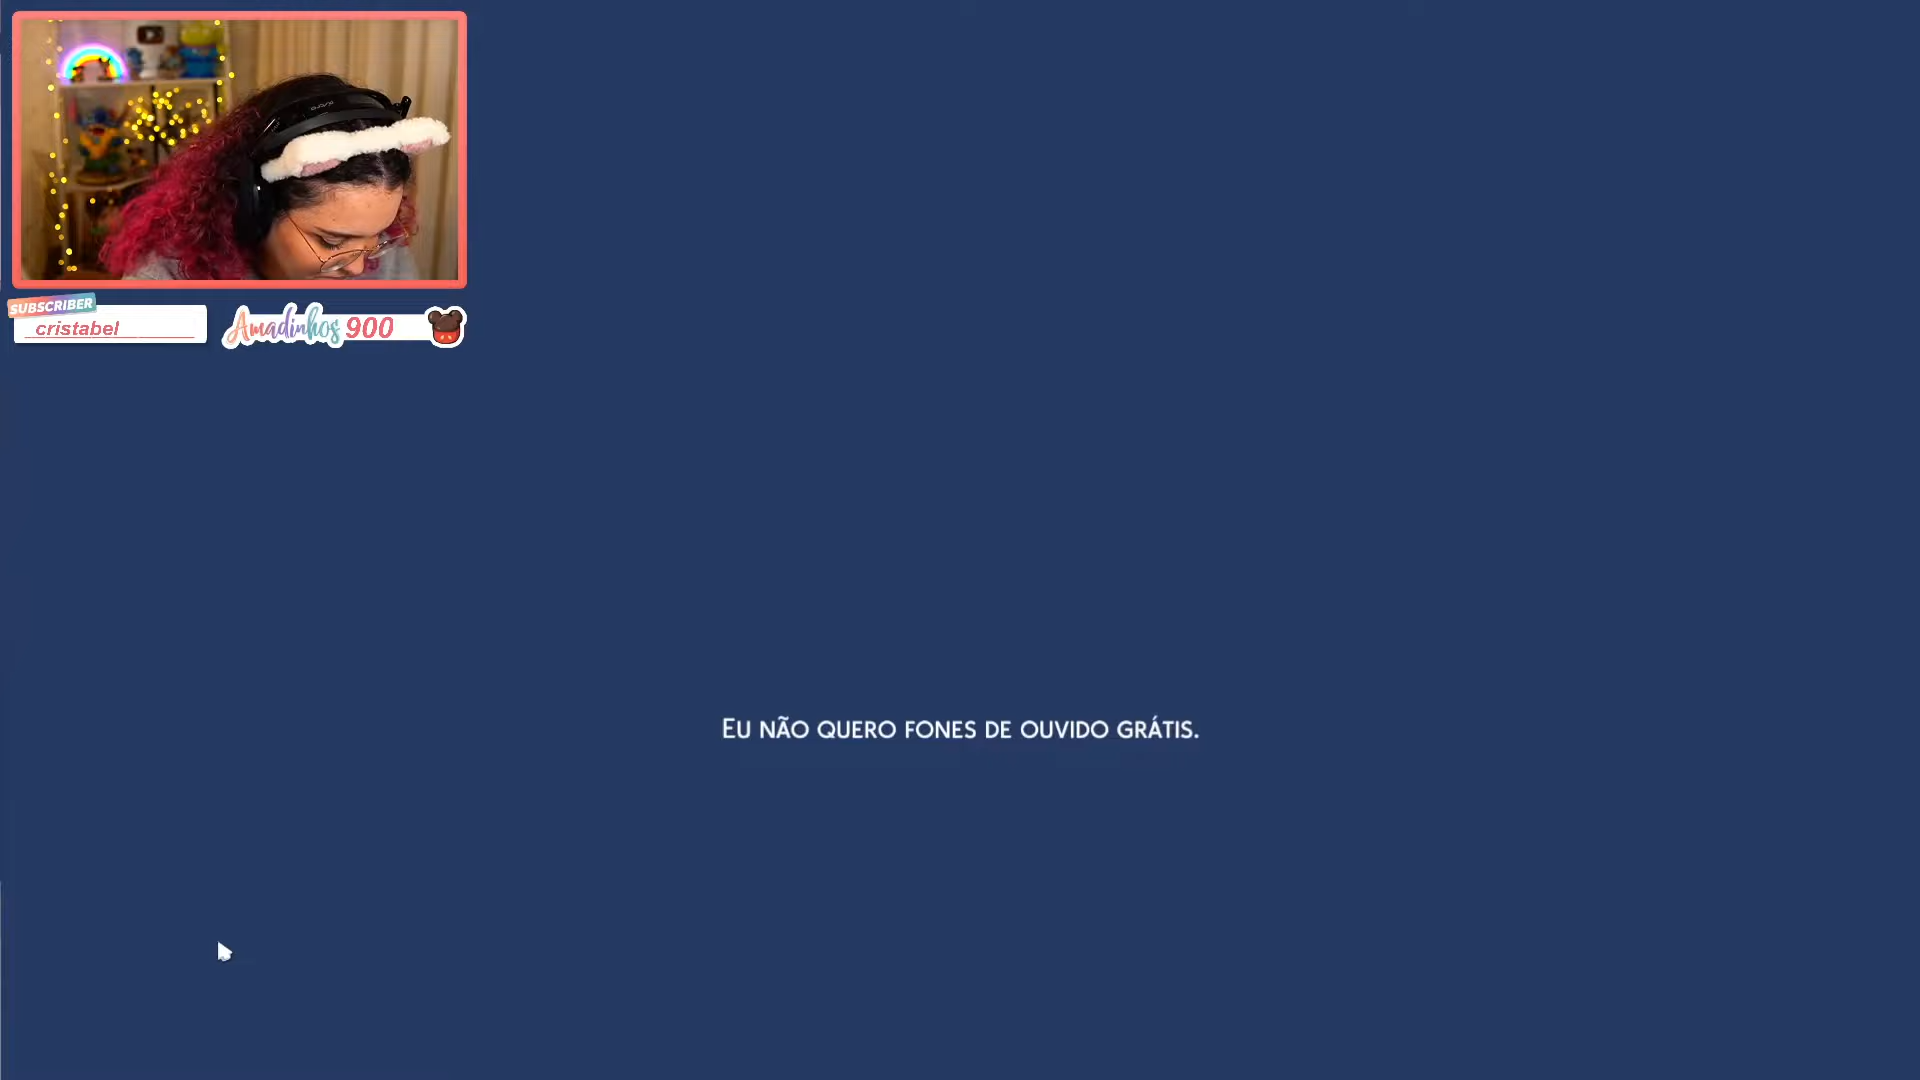 SUBSCRIBER
cristabel
Amadinhos 900
Eu não quero fones de ouvido grátis.